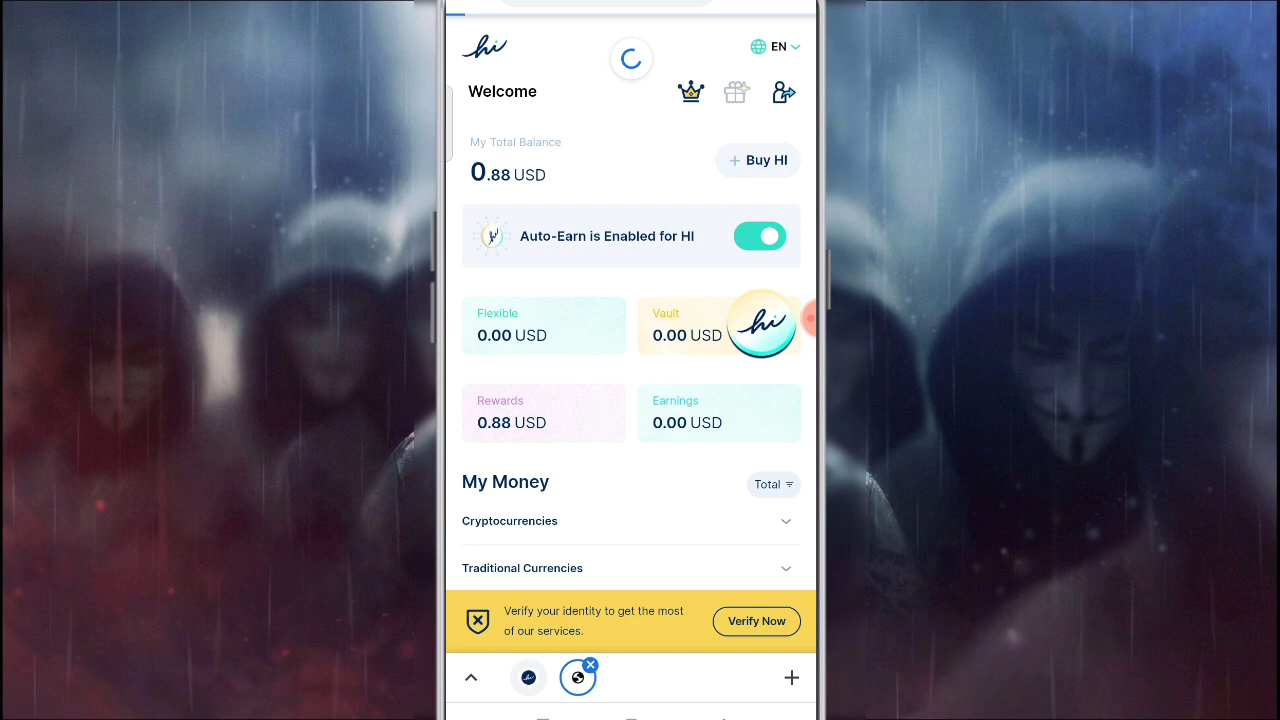 hi
EN
Welcome
My Total Balance
0.88 USD
+ Buy HI
Auto-Earn is Enabled for HI
Flexible
0.00 USD
Vault
0.00 USD
hi
Rewards
0.88 USD
Earnings
0.00 USD
My Money
Total
Cryptocurrencies
Traditional Currencies
Verify your identity to get the most
of our services.
Verify Now